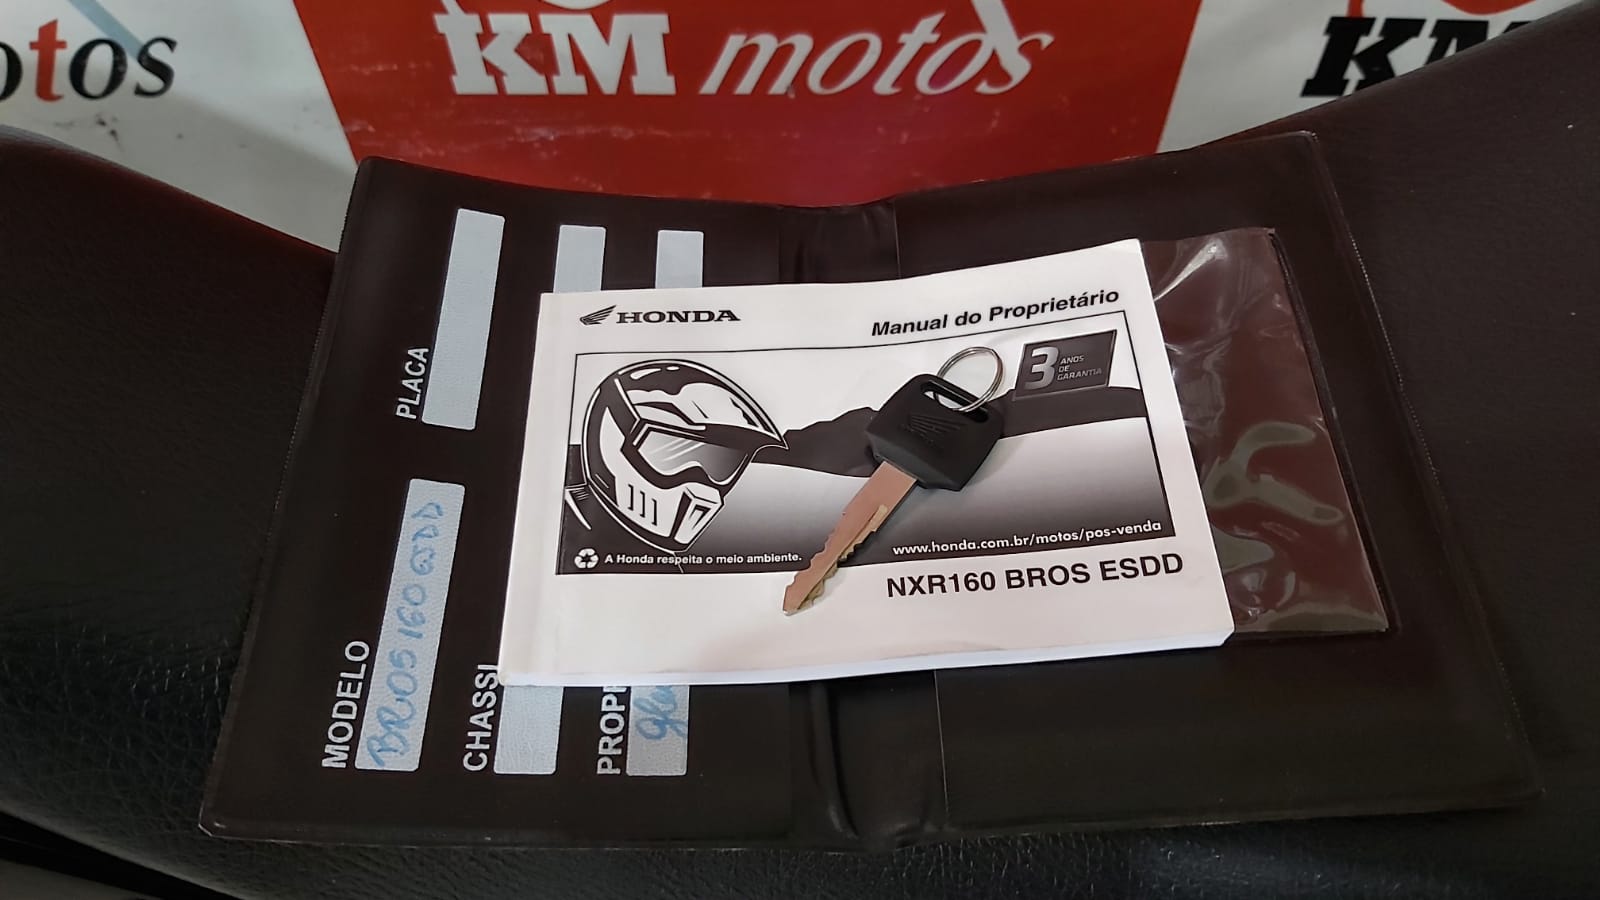 otos
KM motos
KM
PLACA
MODELO
BROS 160 ESDD
CHASSI
PROP
HONDA
Manual do Proprietário
3 ANOS
DE
GARANTIA
www.honda.com.br/motos/pos-venda
A Honda respeita o meio ambiente.
NXR160 BROS ESDD